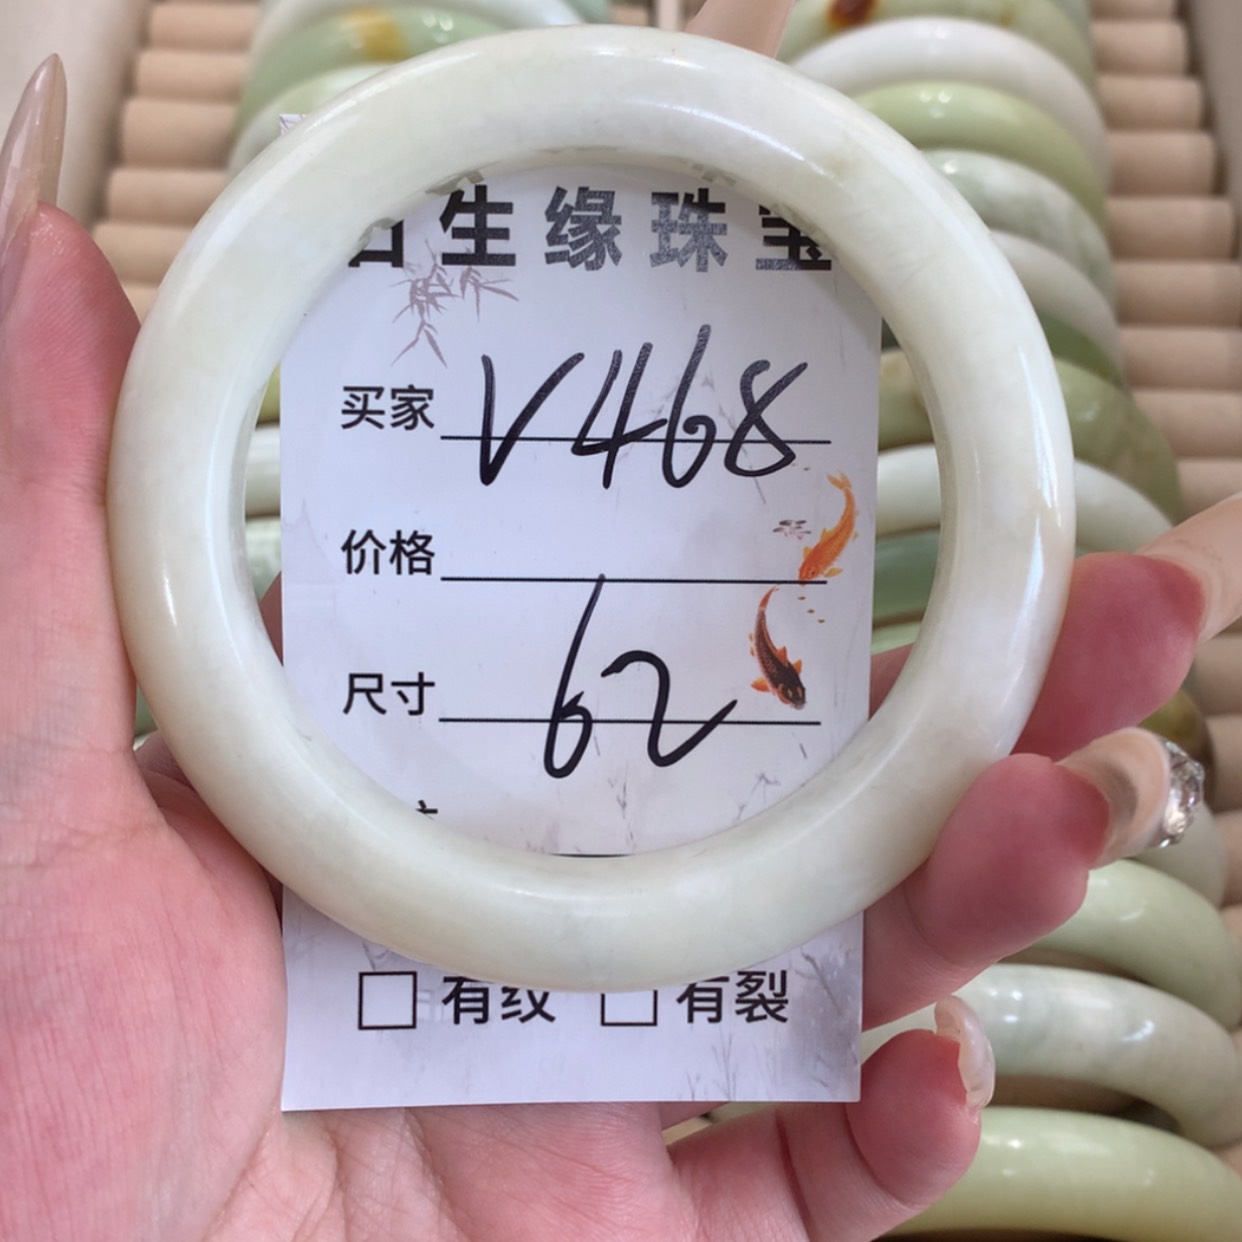 生缘珠宝
买家 V468
价格
尺寸 62
有纹 有裂